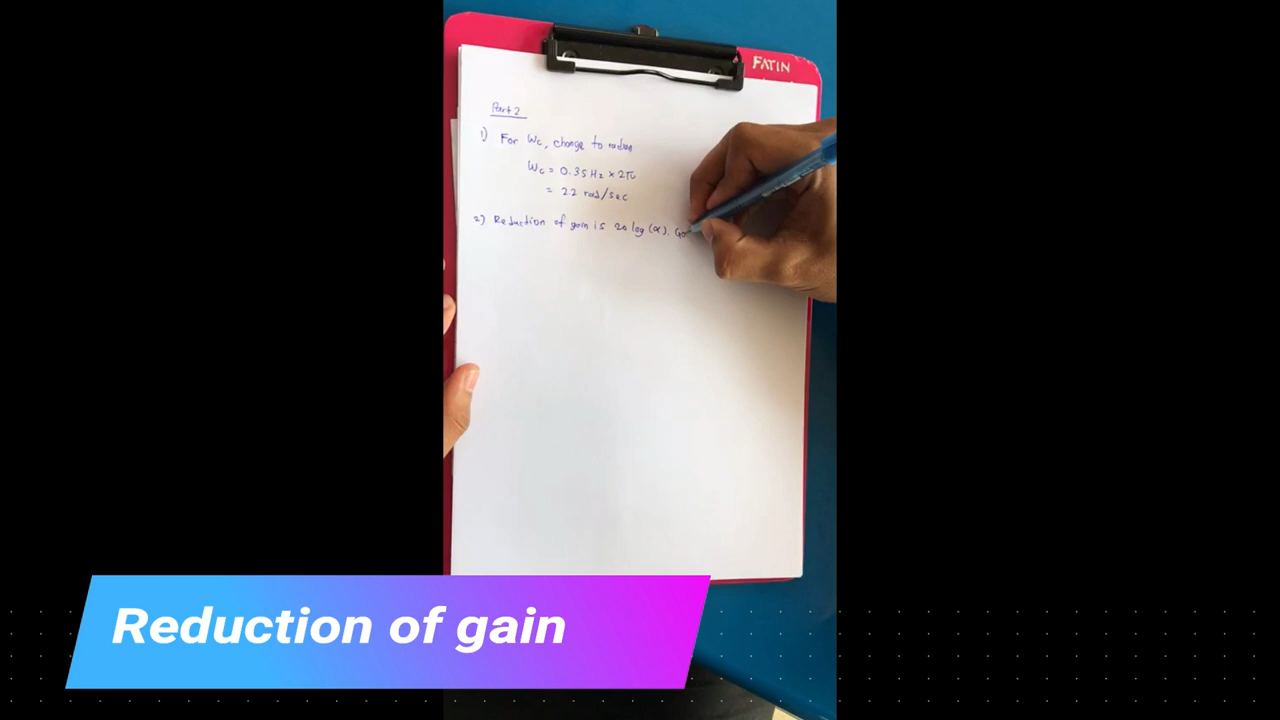 FATIN
Part 2
1) For Wc, change to radian
Wc = 0.35 Hz × 2π
= 2.2 rad/sec
2) Reduction of gain is 20 log (α).
Reduction of gain